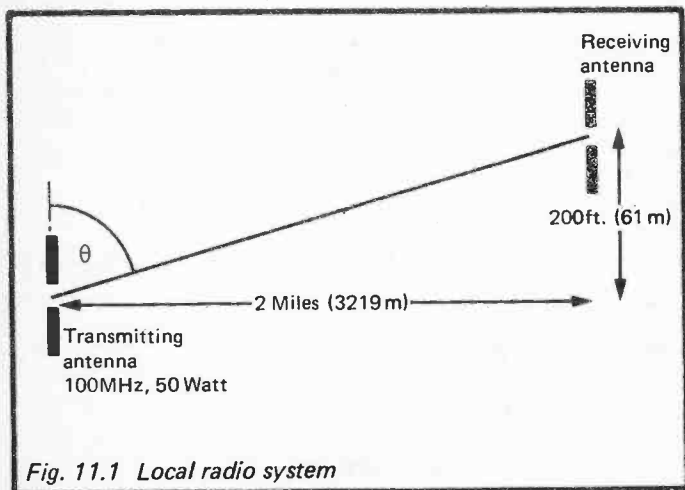 Receiving
antenna
200ft. (61 m)
θ
2 Miles (3219 m)
Transmitting
antenna
100MHz, 50 Watt
Fig. 11.1 Local radio system